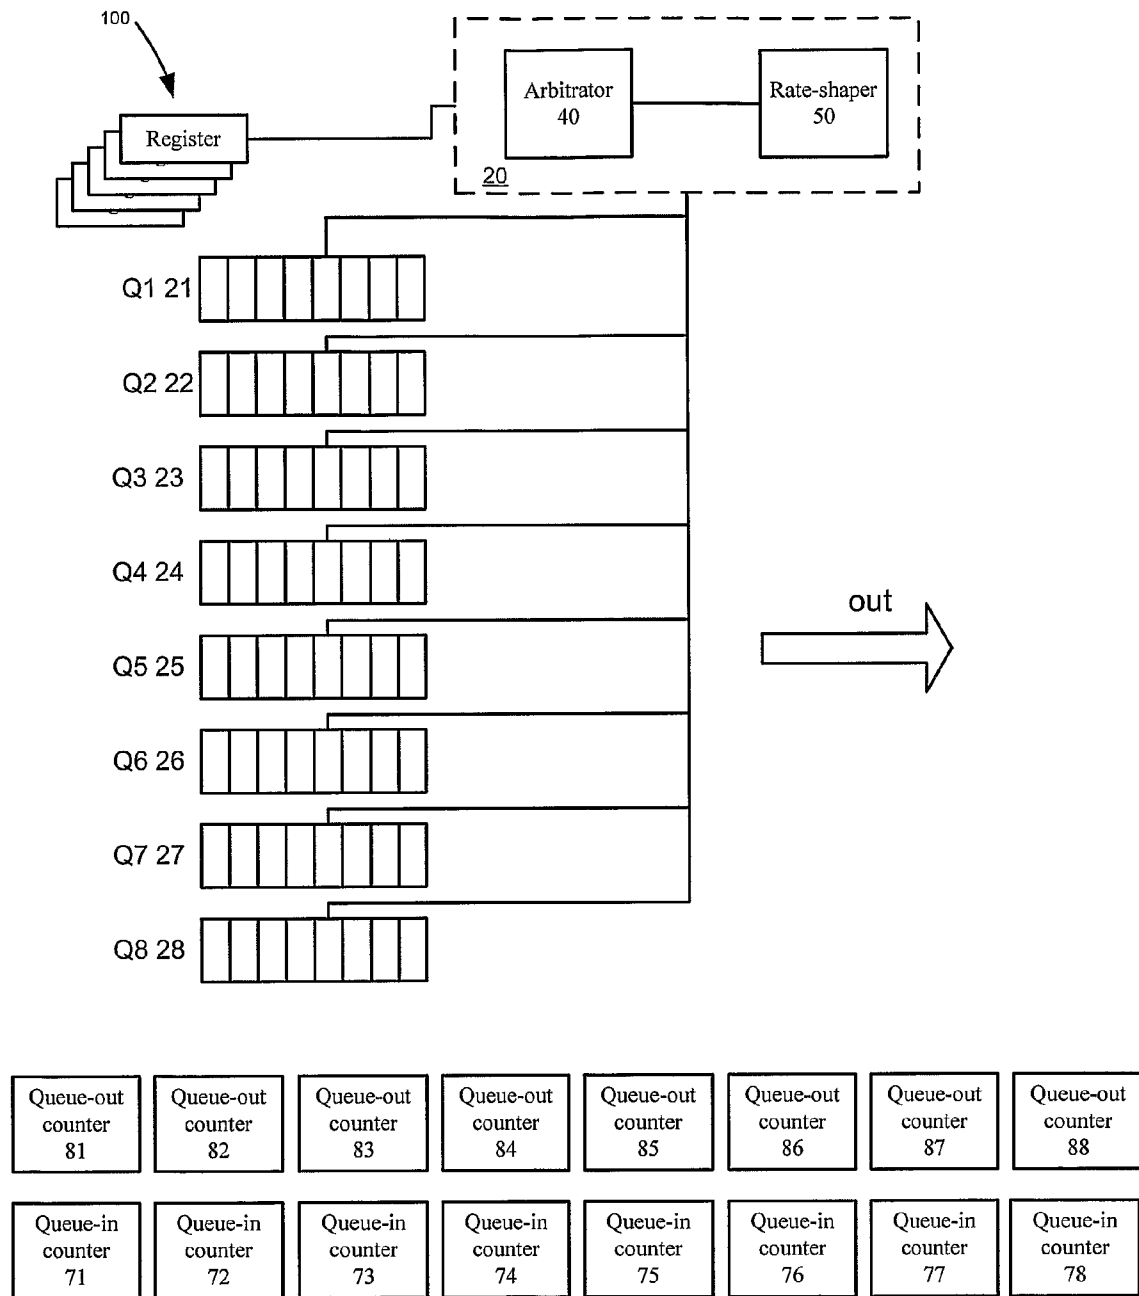 100
Register
Arbitrator
40
Rate-shaper
50
20
Q1 21
Q2 22
Q3 23
Q4 24
Q5 25
Q6 26
Q7 27
Q8 28
out
Queue-out
counter
81
Queue-out
counter
82
Queue-out
counter
83
Queue-out
counter
84
Queue-out
counter
85
Queue-out
counter
86
Queue-out
counter
87
Queue-out
counter
88
Queue-in
counter
71
Queue-in
counter
72
Queue-in
counter
73
Queue-in
counter
74
Queue-in
counter
75
Queue-in
counter
76
Queue-in
counter
77
Queue-in
counter
78